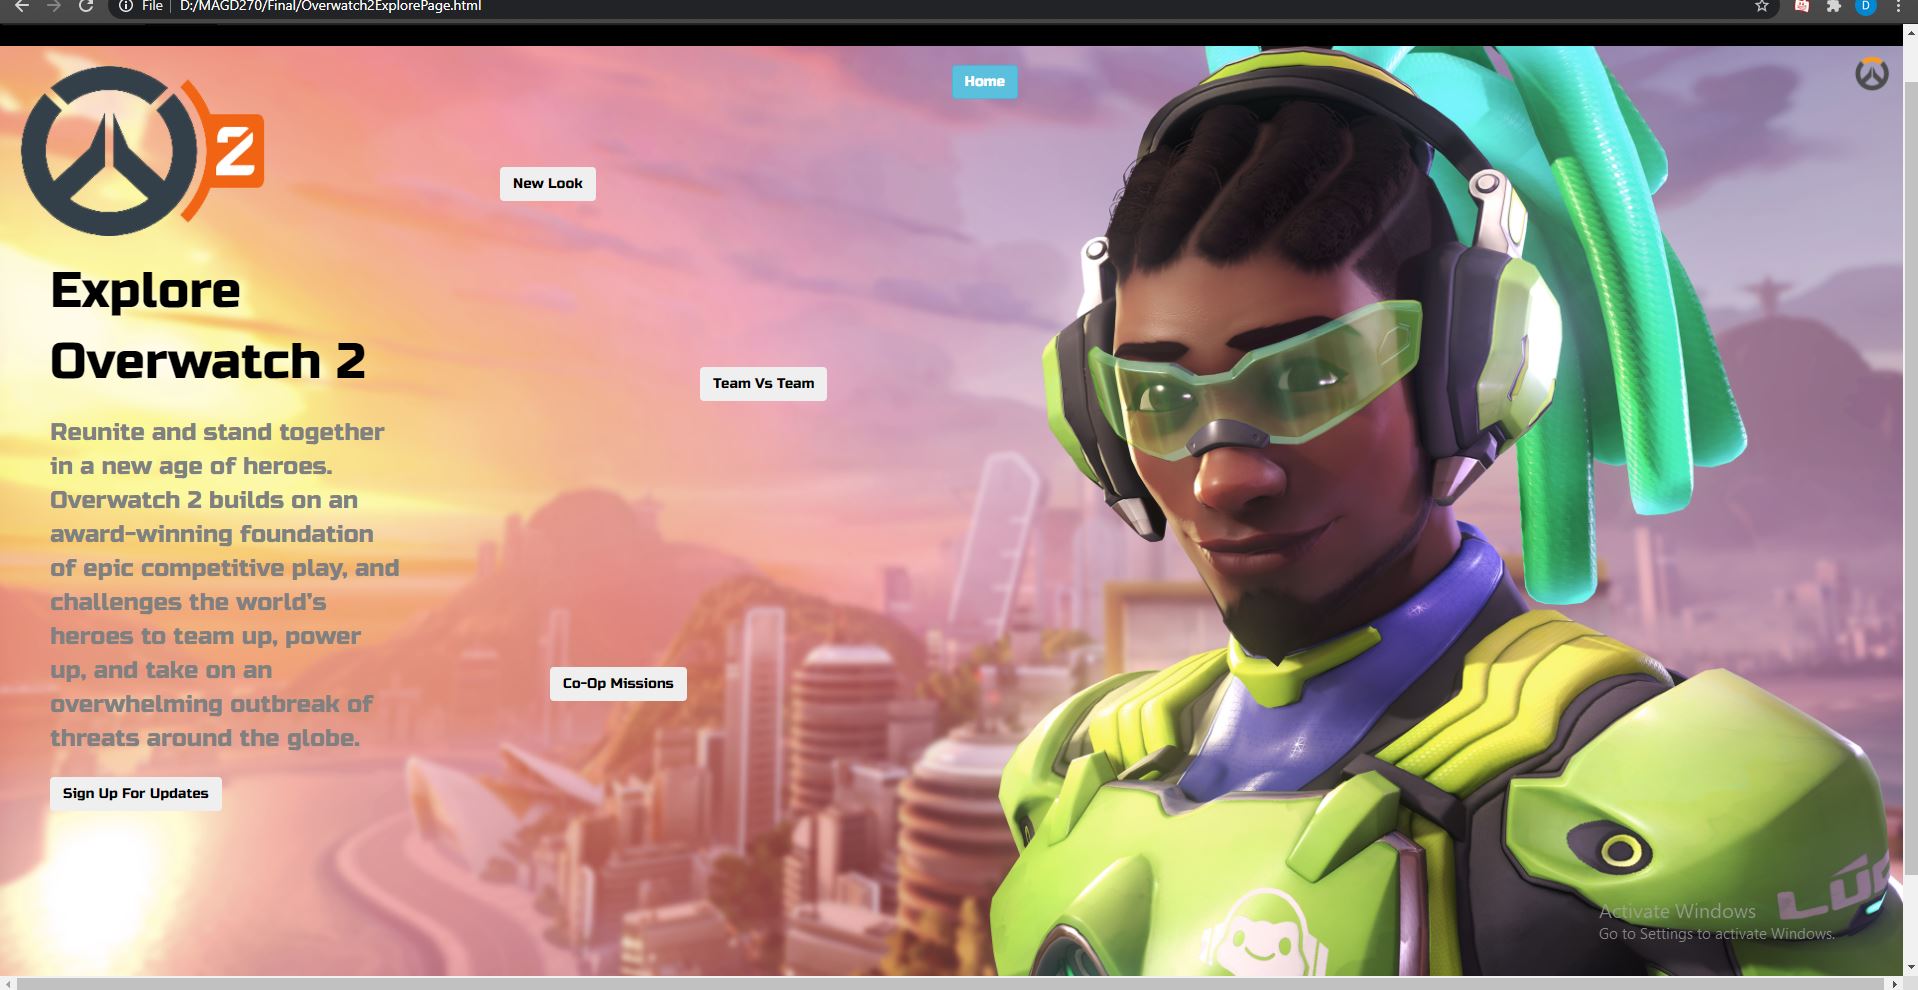 File
D:/MAGD270/Final/Overwatch2ExplorePage.html
D
2
Home
New Look
Explore
Overwatch 2
Team Vs Team
Reunite and stand together
in a new age of heroes.
Overwatch 2 builds on an
award-winning foundation
of epic competitive play, and
challenges the world's
heroes to team up, power
up, and take on an
overwhelming outbreak of
threats around the globe.
Co-Op Missions
Sign Up For Updates
LÚC
Activate Windows
Go to Settings to activate Windows.